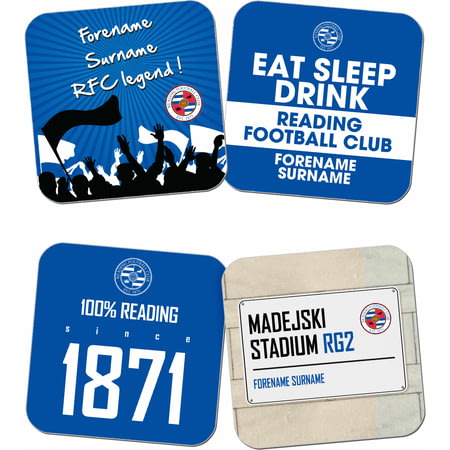 Forename
Surname
RFC legend!
EAT SLEEP
DRINK
READING
FOOTBALL CLUB
FORENAME
SURNAME
100% READING
since
1871
MADEJSKI
STADIUM RG2
FORENAME SURNAME